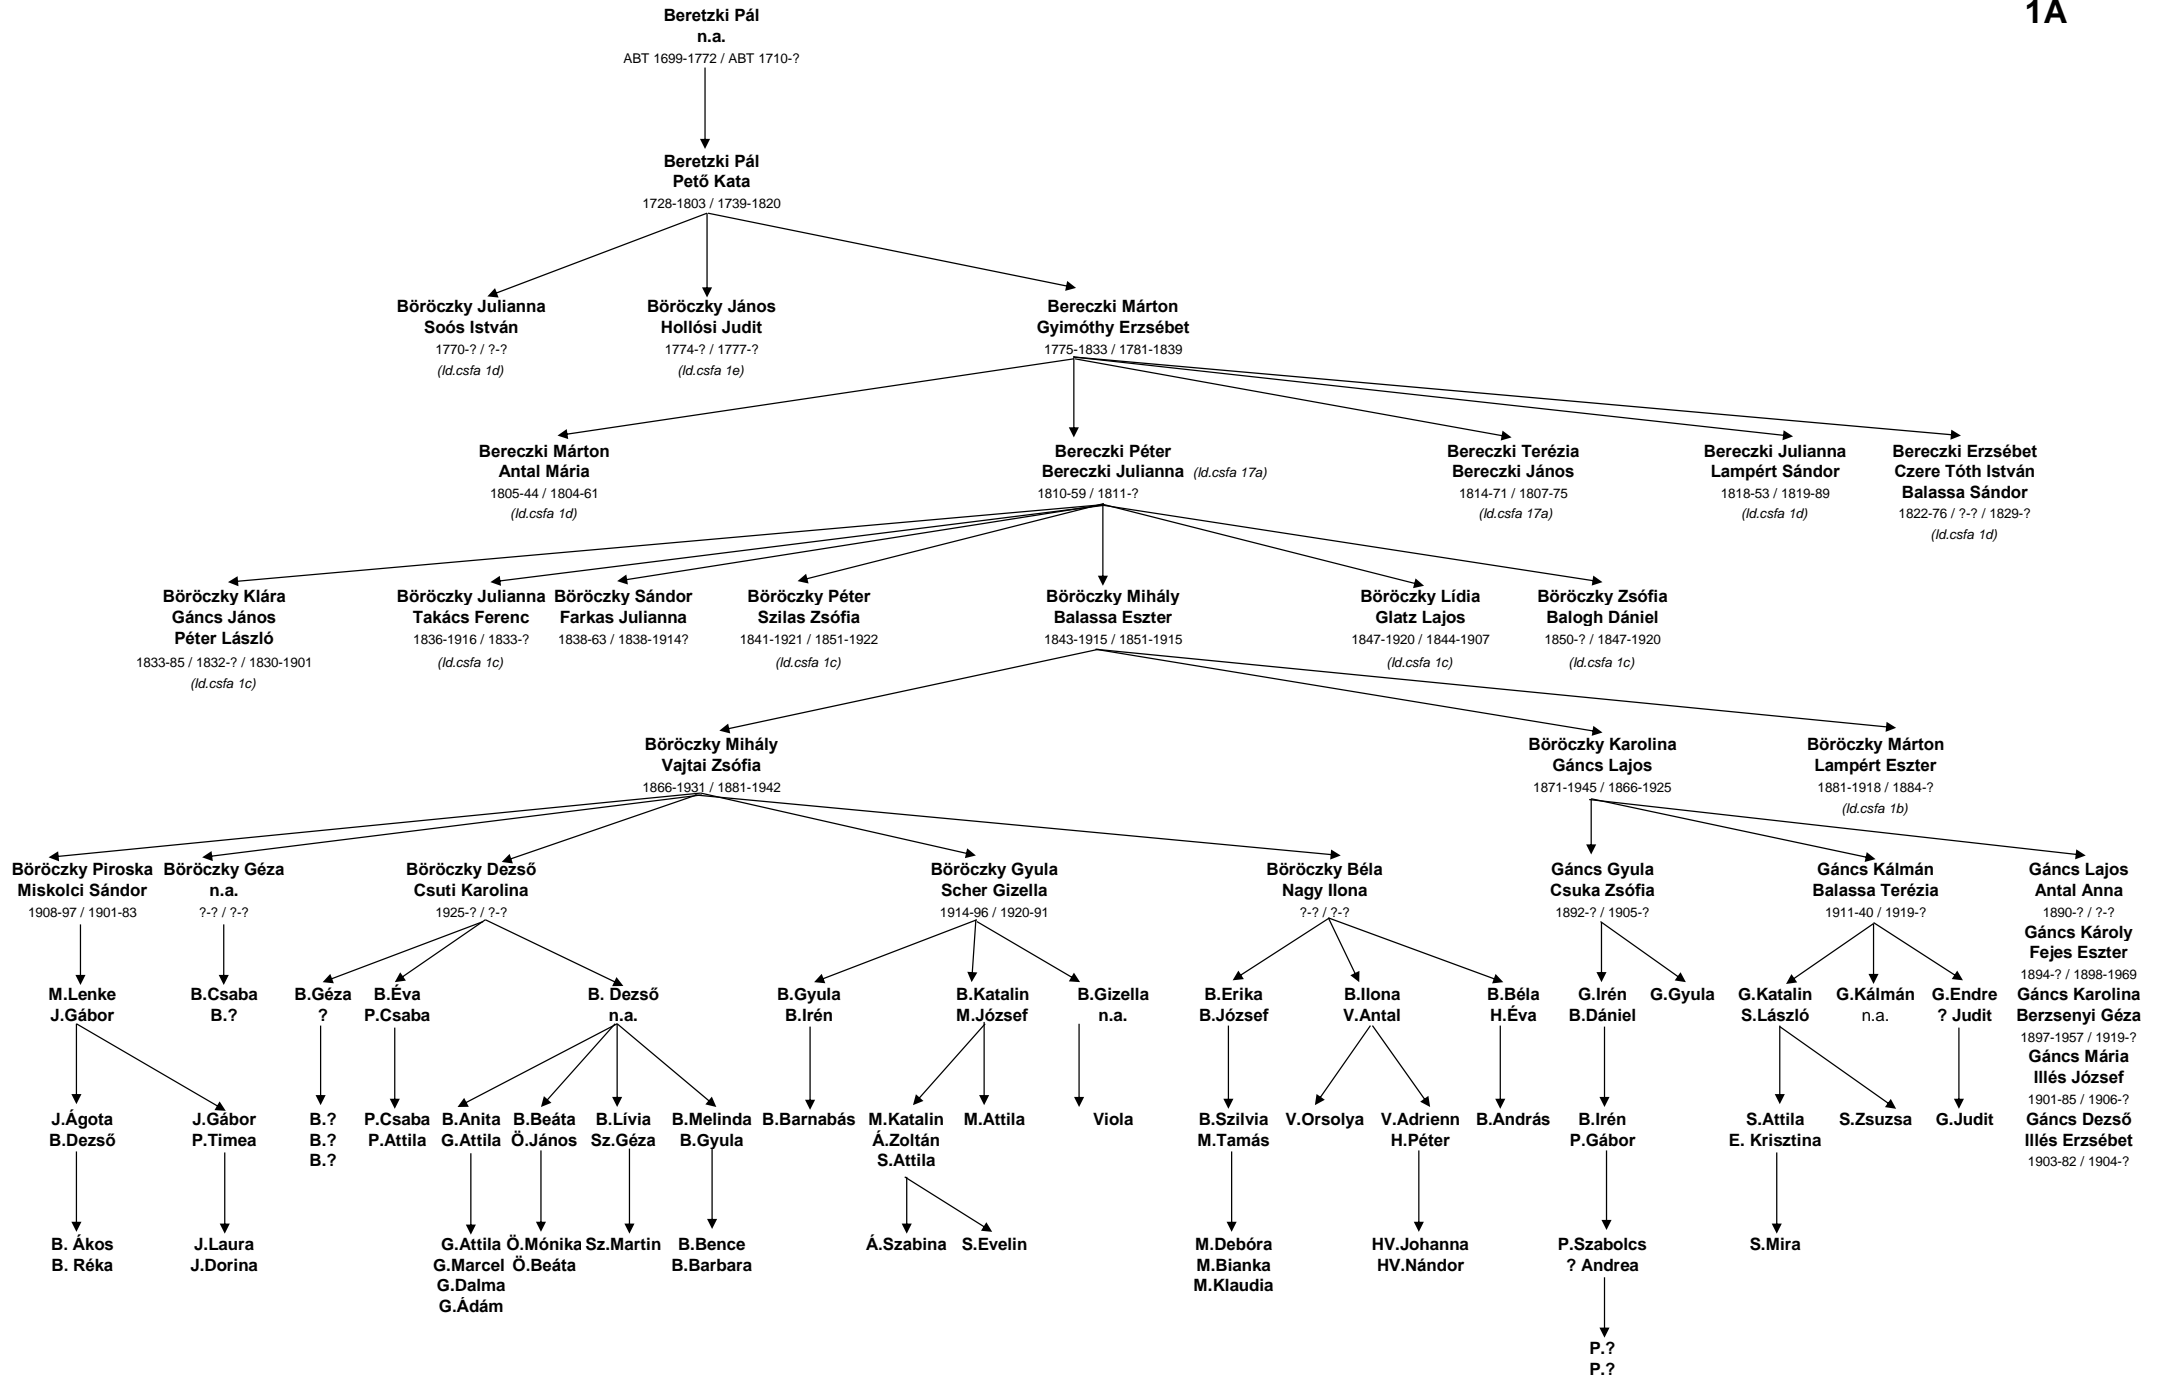 1A
Beretzki Pál
n.a.
ABT 1699-1772 / ABT 1710-?
Beretzki Pál
Pető Kata
1728-1803 / 1739-1820
Böröczky Julianna
Soós István
1770-? / ?-?
(ld.csfa 1d)
Böröczky János
Hollósi Judit
1774-? / 1777-?
(ld.csfa 1e)
Bereczki Márton
Gyimóthy Erzsébet
1775-1833 / 1781-1839
Bereczki Márton
Antal Mária
1805-44 / 1804-61
(ld.csfa 1d)
Bereczki Péter
Bereczki Julianna (ld.csfa 17a)
1810-59 / 1811-?
Bereczki Terézia
Bereczki János
1814-71 / 1807-75
(ld.csfa 17a)
Bereczki Julianna
Lampért Sándor
1818-53 / 1819-89
(ld.csfa 1d)
Bereczki Erzsébet
Czere Tóth István
Balassa Sándor
1822-76 / ?-? / 1829-?
(ld.csfa 1d)
Böröczky Klára
Gáncs János
Péter László
1833-85 / 1832-? / 1830-1901
(ld.csfa 1c)
Böröczky Julianna
Takács Ferenc
1836-1916 / 1833-?
(ld.csfa 1c)
Böröczky Sándor
Farkas Julianna
1838-63 / 1838-1914?
Böröczky Péter
Szilas Zsófia
1841-1921 / 1851-1922
(ld.csfa 1c)
Böröczky Mihály
Balassa Eszter
1843-1915 / 1851-1915
Böröczky Lídia
Glatz Lajos
1847-1920 / 1844-1907
(ld.csfa 1c)
Böröczky Zsófia
Balogh Dániel
1850-? / 1847-1920
(ld.csfa 1c)
Böröczky Mihály
Vajtai Zsófia
1866-1931 / 1881-1942
Böröczky Karolina
Gáncs Lajos
1871-1945 / 1866-1925
Böröczky Márton
Lampért Eszter
1881-1918 / 1884-?
(ld.csfa 1b)
Böröczky Piroska
Miskolci Sándor
1908-97 / 1901-83
Böröczky Géza
n.a.
?-? / ?-?
Böröczky Dezső
Csuti Karolina
1925-? / ?-?
Böröczky Gyula
Scher Gizella
1914-96 / 1920-91
Böröczky Béla
Nagy Ilona
?-? / ?-?
Gáncs Gyula
Csuka Zsófia
1892-? / 1905-?
Gáncs Kálmán
Balassa Terézia
1911-40 / 1919-?
Gáncs Lajos
Antal Anna
1890-? / ?-?
Gáncs Károly
Fejes Eszter
1894-? / 1898-1969
Gáncs Karolina
Berzsenyi Géza
1897-1957 / 1919-?
Gáncs Mária
Illés József
1901-85 / 1906-?
Gáncs Dezső
Illés Erzsébet
1903-82 / 1904-?
M.Lenke
J.Gábor
B.Csaba
B.?
B.Géza
?
B.Éva
P.Csaba
B. Dezső
n.a.
B.Gyula
B.Irén
B.Katalin
M.József
B.Gizella
n.a.
B.Erika
B.József
B.Ilona
V.Antal
B.Béla
H.Éva
G.Irén
B.Dániel
G.Gyula
G.Katalin
S.László
G.Kálmán
n.a.
G.Endre
? Judit
J.Ágota
B.Dezső
J.Gábor
P.Timea
B.?
B.?
B.?
P.Csaba
P.Attila
B.Anita
G.Attila
B.Beáta
Ö.János
B.Lívia
Sz.Géza
B.Melinda
B.Gyula
B.Barnabás
M.Katalin
Á.Zoltán
S.Attila
M.Attila
Viola
B.Szilvia
M.Tamás
V.Orsolya
V.Adrienn
H.Péter
B.András
B.Irén
P.Gábor
S.Attila
E. Krisztina
S.Zsuzsa
G.Judit
B. Ákos
B. Réka
J.Laura
J.Dorina
G.Attila
G.Marcel
G.Dalma
G.Ádám
Ö.Mónika
Ö.Beáta
Sz.Martin
B.Bence
B.Barbara
Á.Szabina
S.Evelin
M.Debóra
M.Bianka
M.Klaudia
HV.Johanna
HV.Nándor
P.Szabolcs
? Andrea
S.Mira
P.?
P.?